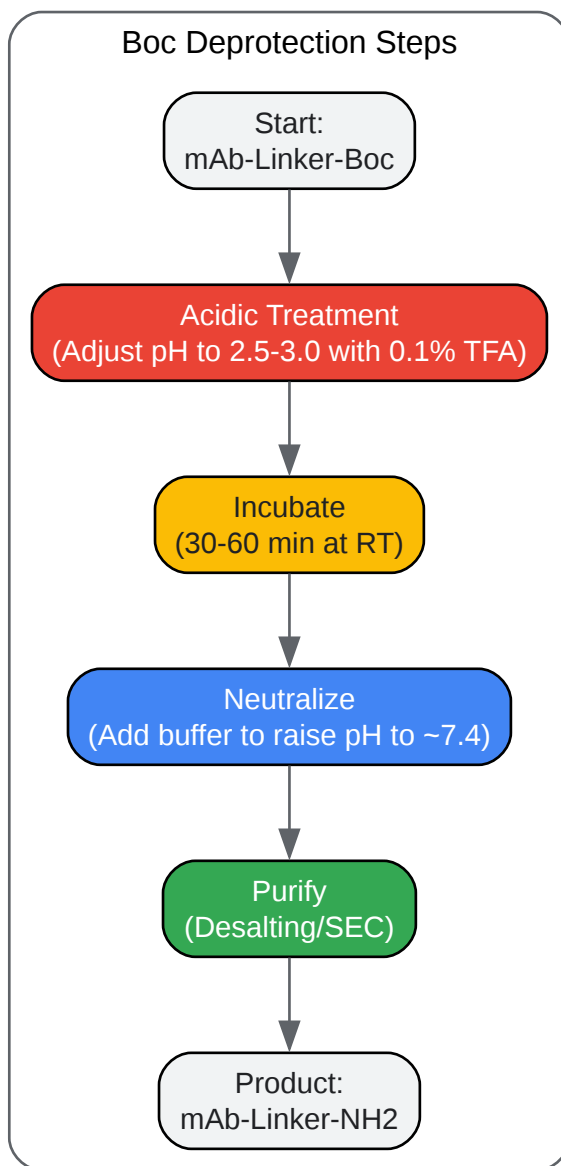 Boc Deprotection Steps
Start:
mAb-Linker-Boc
Acidic Treatment
(Adjust pH to 2.5-3.0 with 0.1% TFA)
Incubate
(30-60 min at RT)
Neutralize
(Add buffer to raise pH to ~7.4)
Purify
(Desalting/SEC)
Product:
mAb-Linker-NH2